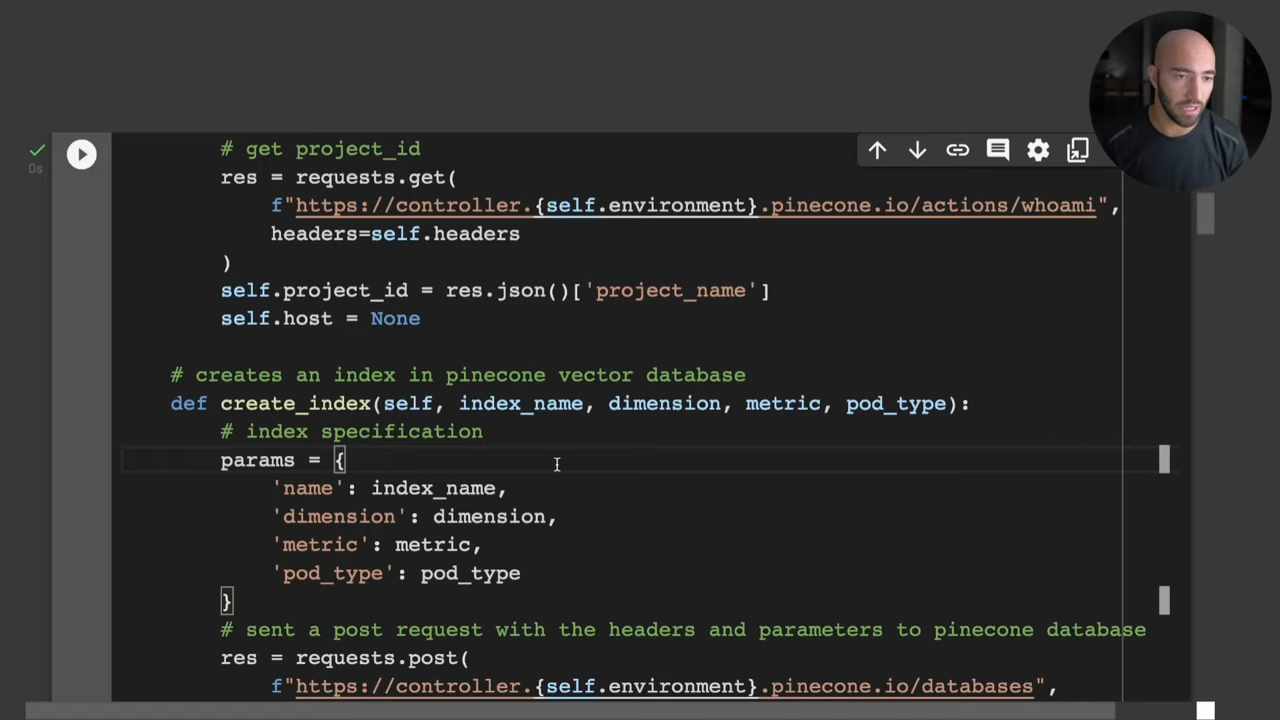 # get project_id
res = requests.get(
f"https://controller.{self.environment}.pinecone.io/actions/whoami",
headers=self.headers
)
self.project_id = res.json()['project_name']
self.host = None
# creates an index in pinecone vector database
def create_index(self, index_name, dimension, metric, pod_type):
# index specification
params = {
'name': index_name,
'dimension': dimension,
'metric': metric,
'pod_type': pod_type
}
# sent a post request with the headers and parameters to pinecone database
res = requests.post(
f"https://controller.{self.environment}.pinecone.io/databases",
0s